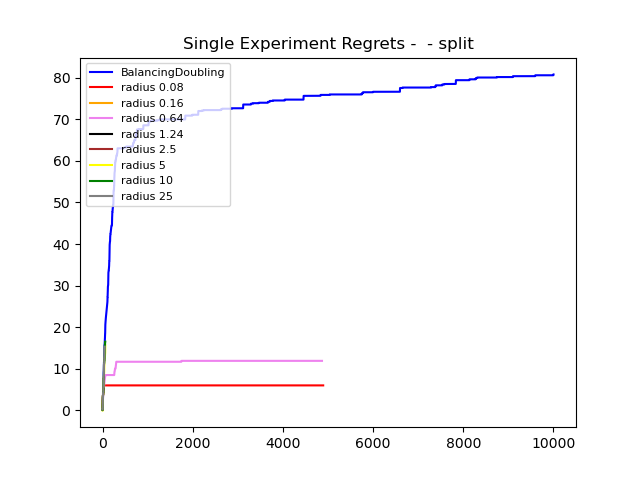 Single Experiment Regrets -  - split
BalancingDoubling
radius 0.08
radius 0.16
radius 0.64
radius 1.24
radius 2.5
radius 5
radius 10
radius 25
80
70
60
50
40
30
20
10
0
0 2000 4000 6000 8000 10000